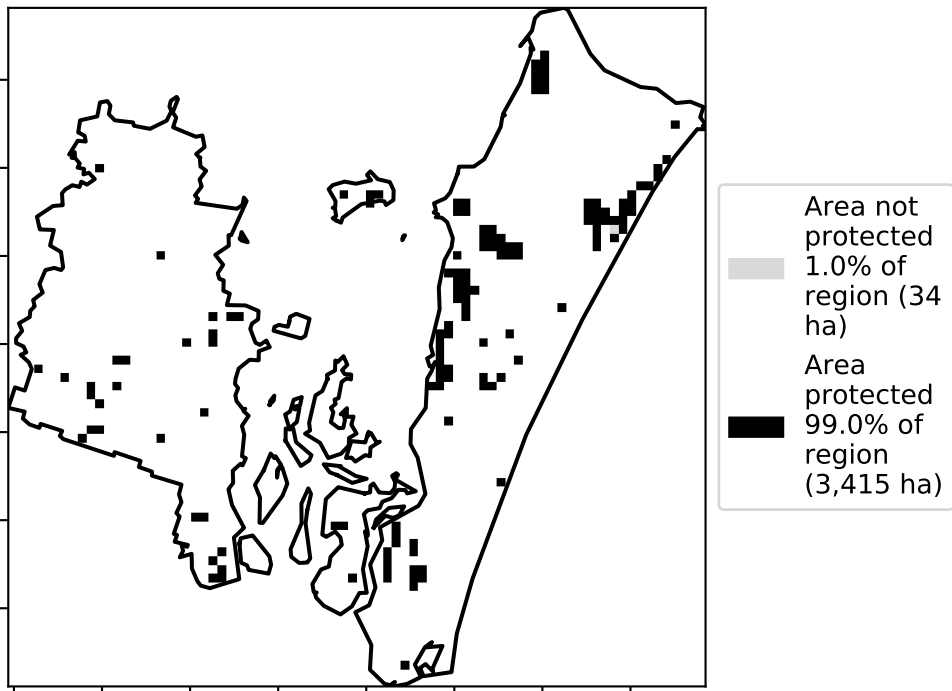 Area not
protected
1.0% of
region (34
ha)
Area
protected
99.0% of
region
(3,415 ha)